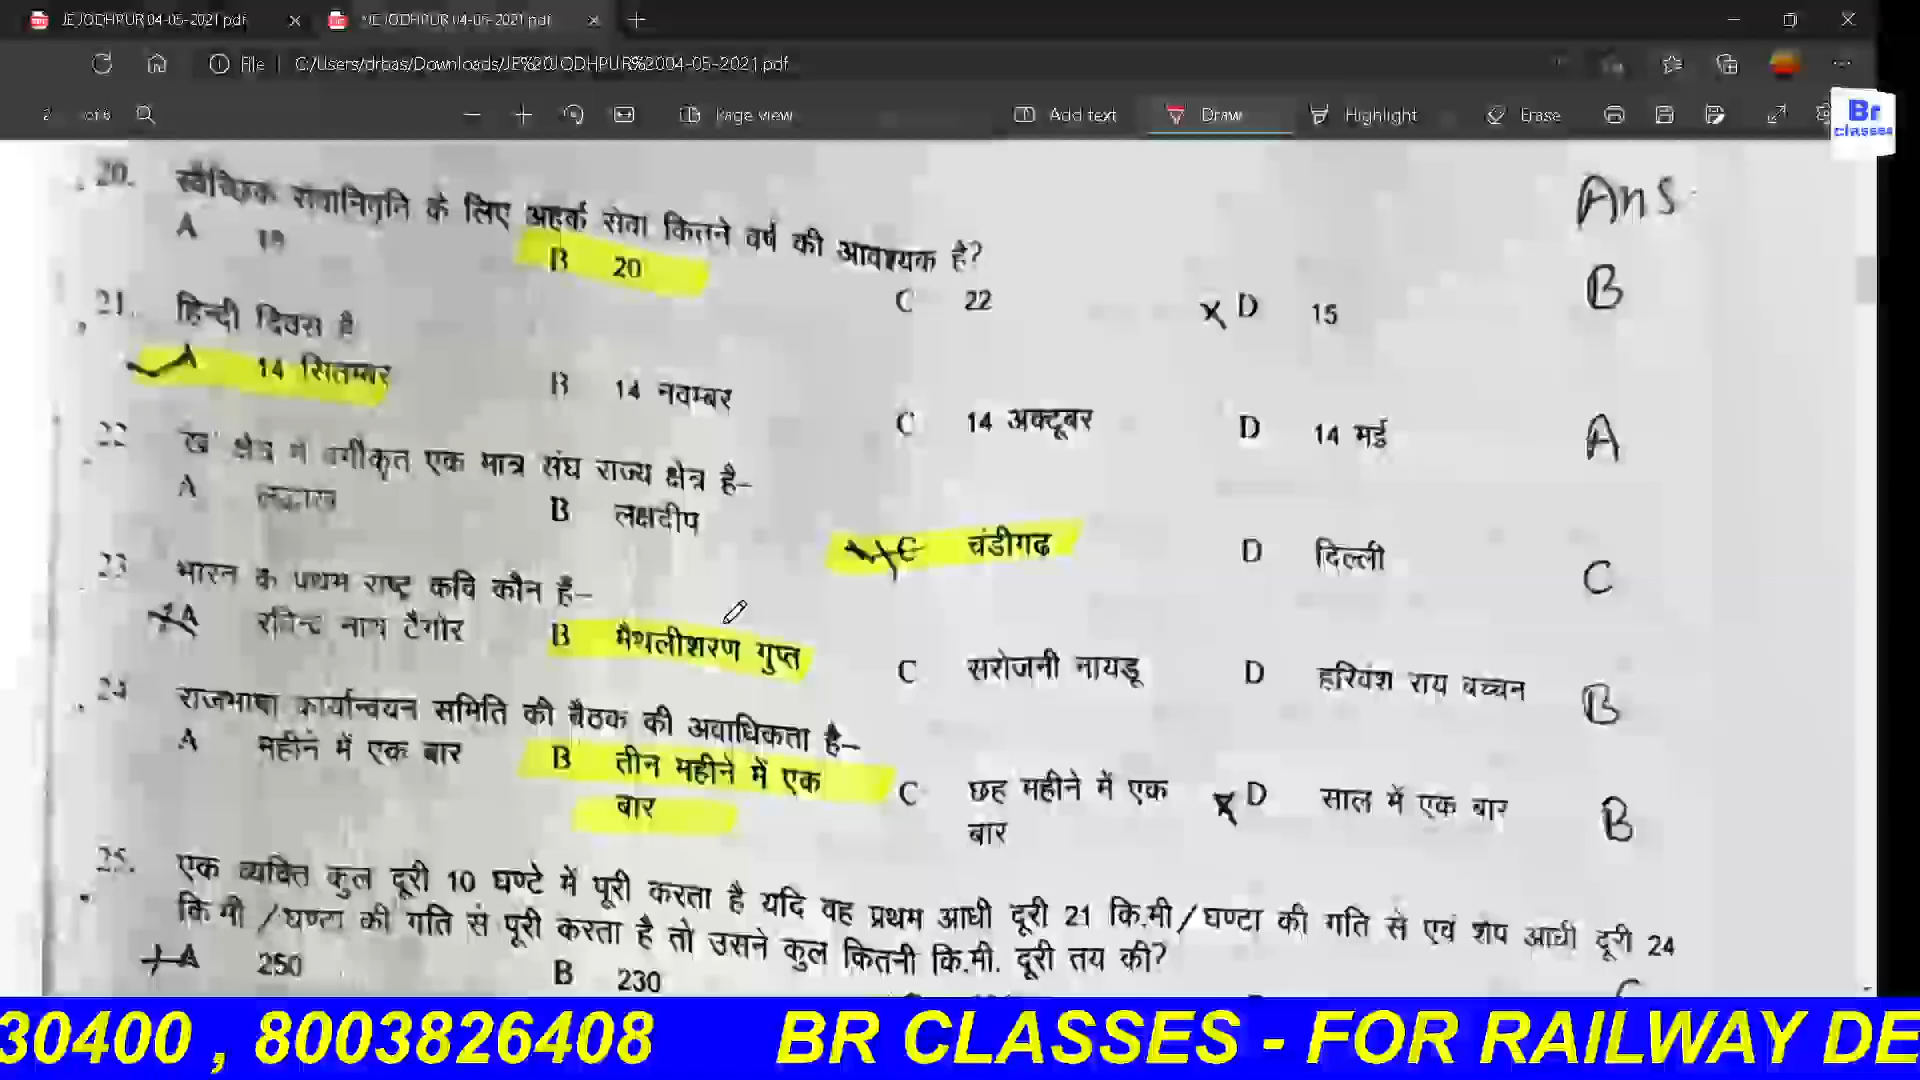 JE JODHPUR 04-05-2021.pdf
JE JODHPUR 04-05-2021.pdf
File
C:/Users/drbas/Downloads/JE%20JODHPUR%2004-05-2021.pdf
2 of 6
Page view
Add text
Draw
Highlight
Erase
Br
classes
20. स्वैच्छिक सेवानिवृति के लिए अहर्क सेवा कितने वर्ष की आवश्यक है?
A B 20 C 22 D 15
Ans
B
21. हिन्दी दिवस है
A 14 सितम्बर B 14 नवम्बर C 14 अक्टूबर D 14 मई
A
22 ख क्षेत्र में वर्गीकृत एक मात्र संघ राज्य क्षेत्र है–
A लद्दाख B लक्षदीप C चंडीगढ D दिल्ली
C
23 भारत के प्रथम राष्ट्र कवि कौन हैं–
A रविन्द्र नाथ टैगोर B मैथलीशरण गुप्त C सरोजनी नायडू D हरिवंश राय बच्चन
B
24 राजभाषा कार्यान्वयन समिति की बैठक की अवाधिकता है–
A महीने में एक बार B तीन महीने में एक बार C छह महीने में एक बार D साल में एक बार
B
25. एक व्यक्ति कुल दूरी 10 घण्टे में पूरी करता है यदि वह प्रथम आधी दूरी 21 कि.मी/घण्टा की गति से एवं शेष आधी दूरी 24
कि मी/घण्टा की गति से पूरी करता है तो उसने कुल कितनी कि.मी. दूरी तय की?
A 250 B 230
30400 , 8003826408 BR CLASSES - FOR RAILWAY DE